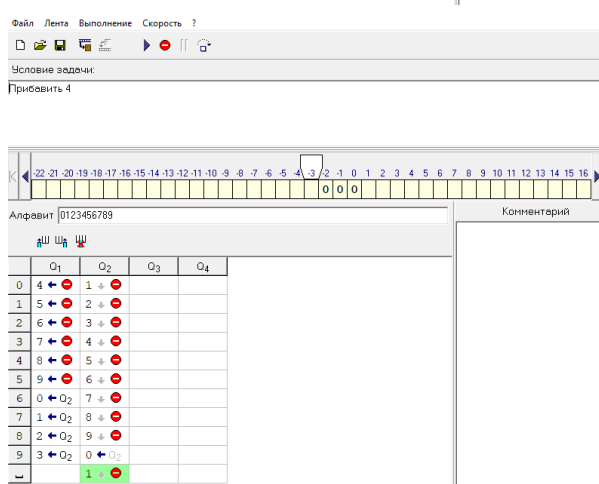 Файл Лента Выполнение Скорость ?
Условие задачи:
Прибавить 4
-22 -21 -20 -19 -18 -17 -16 -15 -14 -13 -12 -11 -10 -9 -8 -7 -6 -5 -4 -3 -2 -1 0 1 2 3 4 5 6 7 8 9 10 11 12 13 14 15 16
0 0 0
Алфавит 0123456789
Комментарий
Q1 Q2 Q3 Q4
0 4 ← 1 ↓
1 5 ← 2 ↓
2 6 ← 3 ↓
3 7 ← 4 ↓
4 8 ← 5 ↓
5 9 ← 6 ↓
6 0 ← Q2 7 ↓
7 1 ← Q2 8 ↓
8 2 ← Q2 9 ↓
9 3 ← Q2 0 ← Q2
␣ 1 ↓